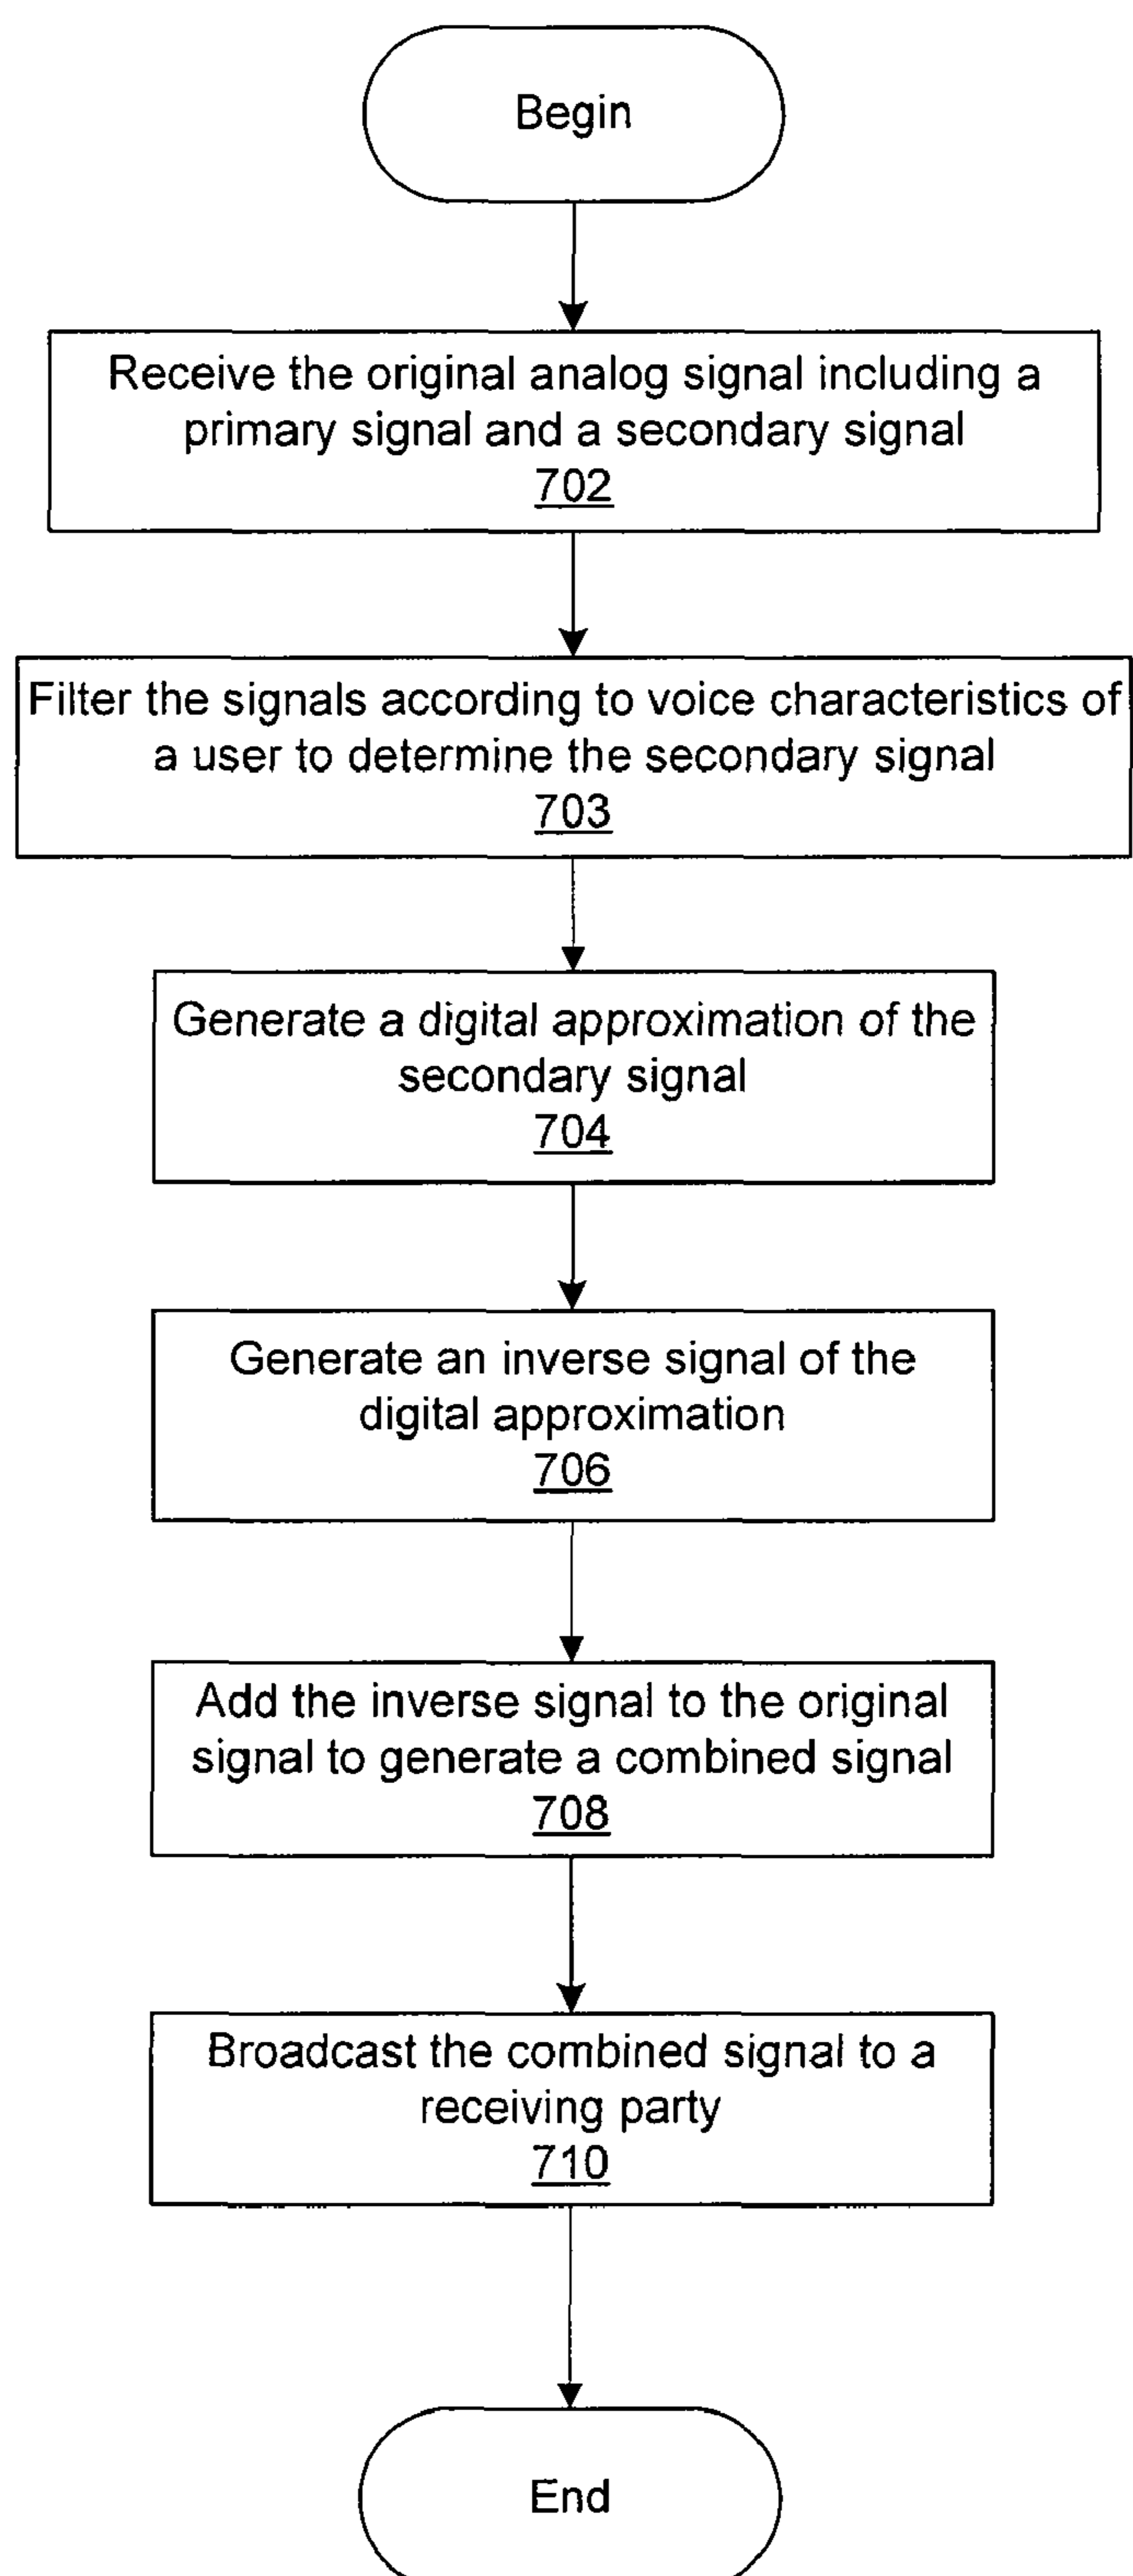 Begin
Receive the original analog signal including a
primary signal and a secondary signal
702
Filter the signals according to voice characteristics of
a user to determine the secondary signal
703
Generate a digital approximation of the
secondary signal
704
Generate an inverse signal of the
digital approximation
706
Add the inverse signal to the original
signal to generate a combined signal
708
Broadcast the combined signal to a
receiving party
710
End